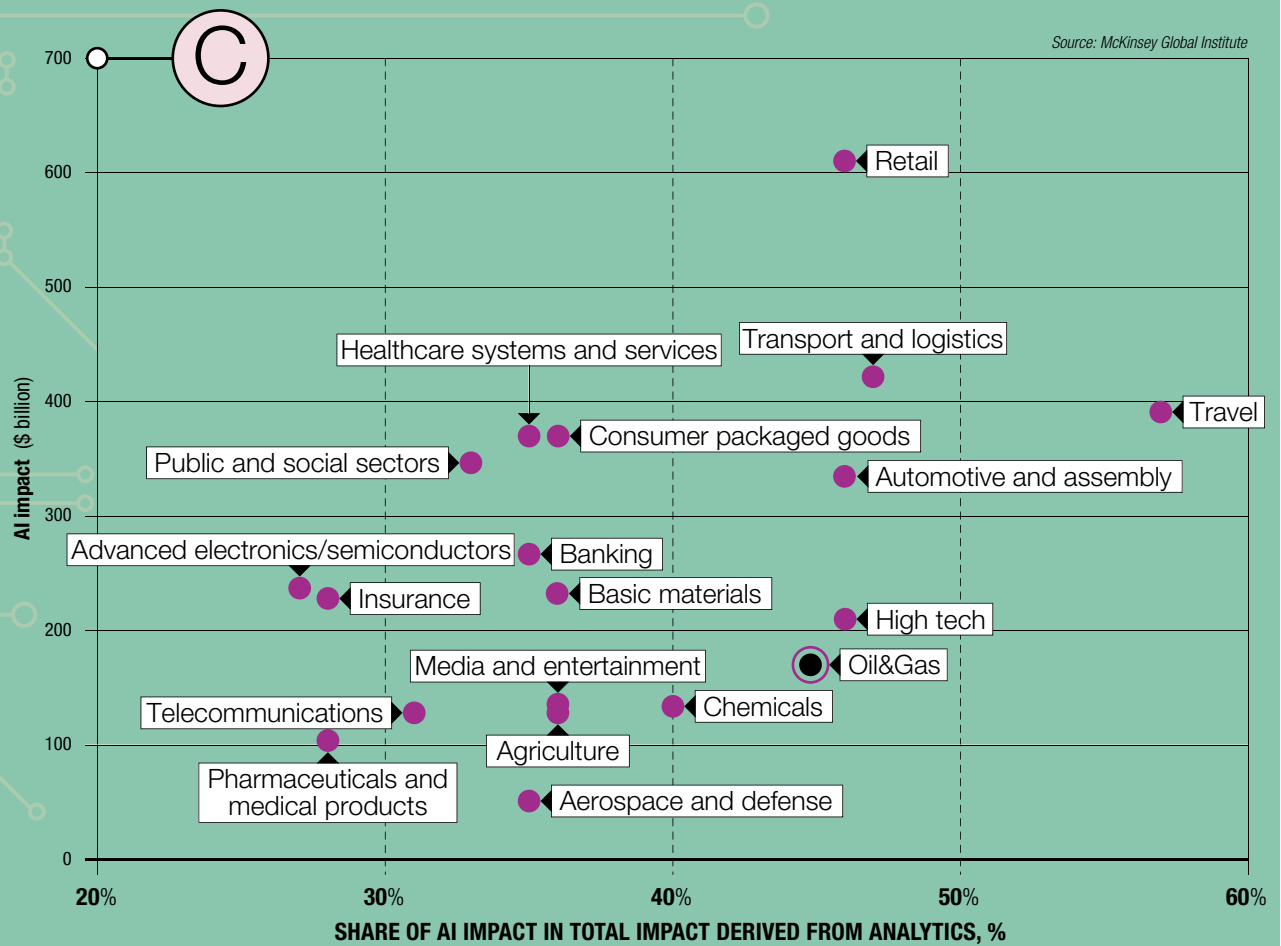 C
Source: McKinsey Global Institute
700
600
500
400
300
200
100
0
AI impact ($ billion)
Retail
Transport and logistics
Healthcare systems and services
Travel
Consumer packaged goods
Public and social sectors
Automotive and assembly
Advanced electronics/semiconductors
Banking
Basic materials
Insurance
High tech
Media and entertainment
Oil&Gas
Telecommunications
Chemicals
Agriculture
Pharmaceuticals and
medical products
Aerospace and defense
20%
30%
40%
50%
60%
SHARE OF AI IMPACT IN TOTAL IMPACT DERIVED FROM ANALYTICS, %